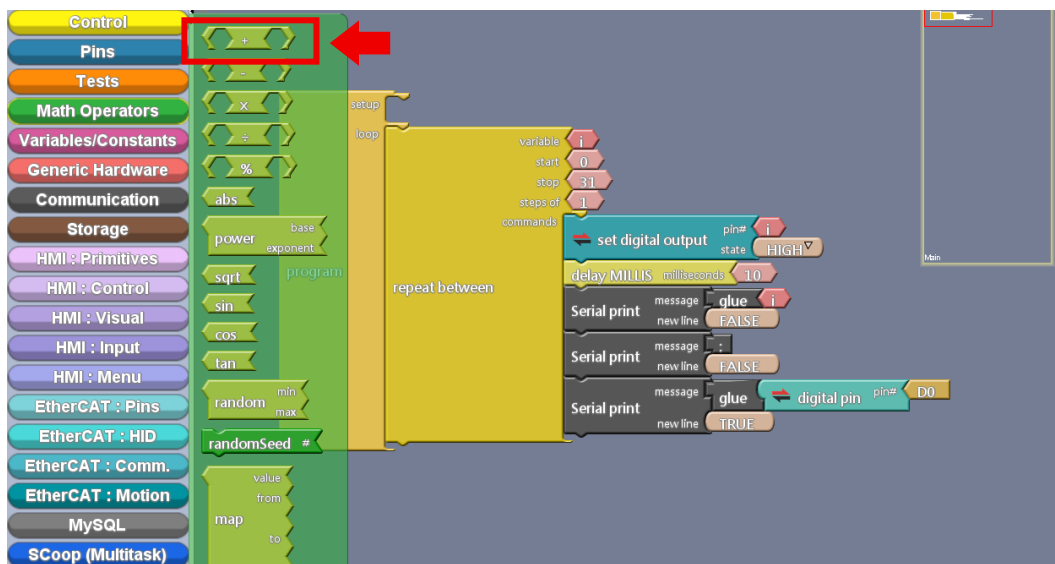 Control
Pins
Tests
Math Operators
Variables/Constants
Generic Hardware
Communication
Storage
HMI : Primitives
HMI : Control
HMI : Visual
HMI : Input
HMI : Menu
EtherCAT : Pins
EtherCAT : HID
EtherCAT : Comm.
EtherCAT : Motion
MySQL
SCoop (Multitask)
+
-
x
÷
%
abs
power base
exponent
sqrt
sin
cos
tan
random min
max
randomSeed #
map value
from
to
program
setup
loop
repeat between
variable i
start 0
stop 31
steps of 1
commands
set digital output pin# i
state HIGH
delay MILLIS milliseconds 10
Serial print message glue i
new line FALSE
Serial print message :
new line FALSE
Serial print message glue digital pin pin# D0
new line TRUE
Main